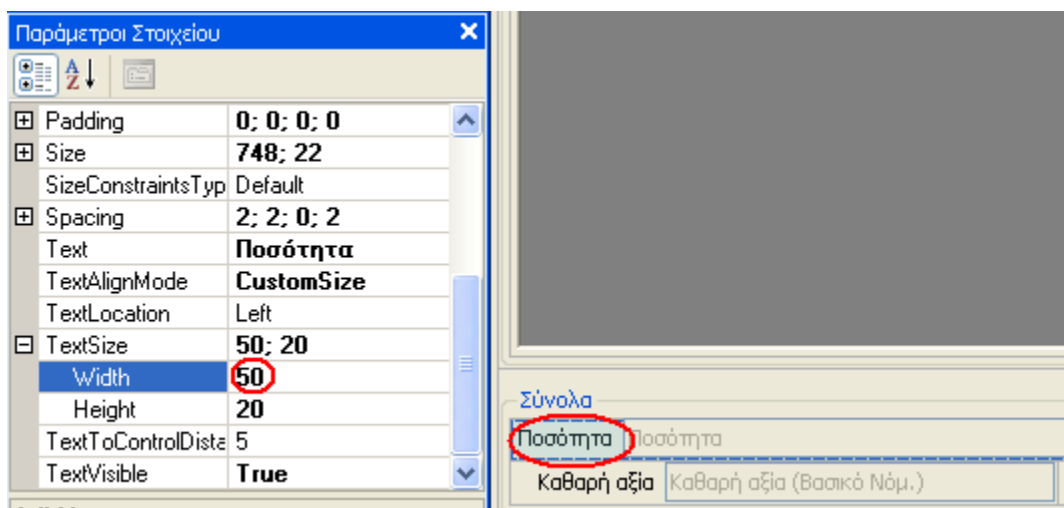 Παράμετροι Στοιχείου
Padding 0; 0; 0; 0
Size 748; 22
SizeConstraintsTyp Default
Spacing 2; 2; 0; 2
Text Ποσότητα
TextAlignMode CustomSize
TextLocation Left
TextSize 50; 20
Width 50
Height 20
TextToControlDista 5
TextVisible True
Σύνολα
Ποσότητα Ποσότητα
Καθαρή αξία Καθαρή αξία (Βασικό Νόμ.)